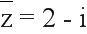 z̅ = 2 - i